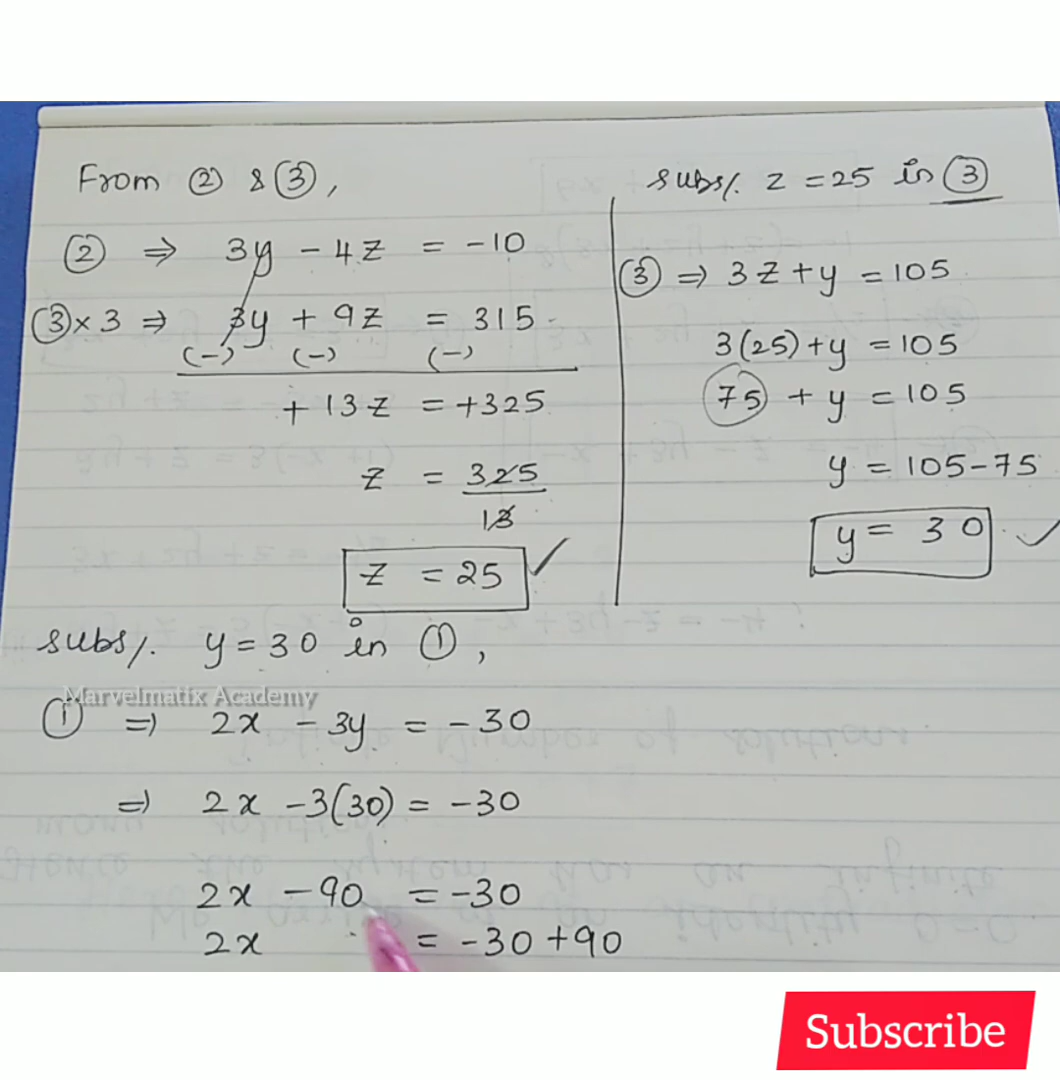 From ② & ③,
② ⇒ 3y - 4z = -10
③×3 ⇒ 3y + 9z = 315
(-) (-) (-)
+ 13z = +325
z = 325/13
z = 25 ✓
subs/. z = 25 in ③
③ ⇒ 3z + y = 105
3(25) + y = 105
75 + y = 105
y = 105 - 75
y = 30 ✓
subs/. y = 30 in ①,
Marvelmatix Academy
① ⇒ 2x - 3y = -30
⇒ 2x - 3(30) = -30
2x - 90 = -30
2x = -30 + 90
Subscribe